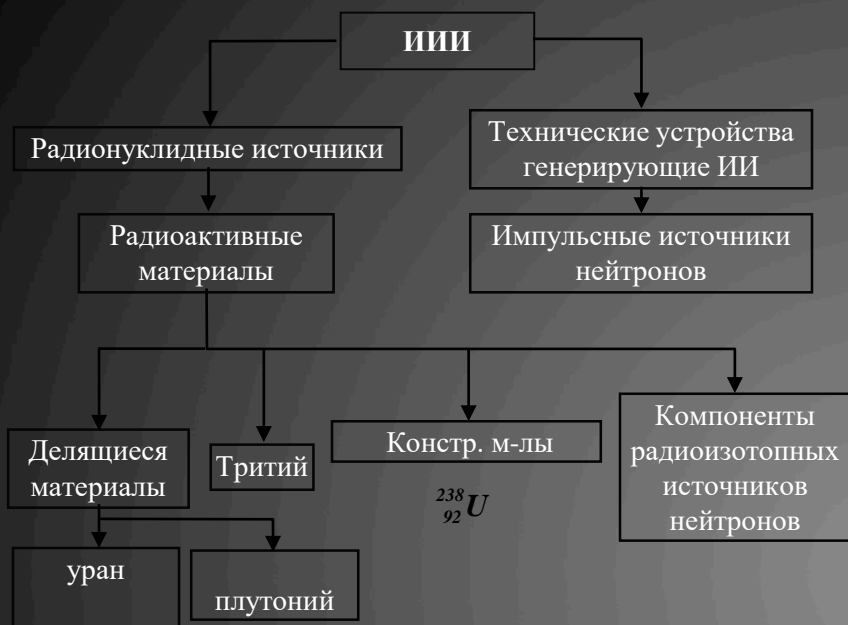 ИИИ
Радионуклидные источники
Технические устройства
генерирующие ИИ
Радиоактивные
материалы
Импульсные источники
нейтронов
Делящиеся
материалы
Тритий
Констр. м-лы
Компоненты
радиоизотопных
источников
нейтронов
²³⁸₉₂U
уран
плутоний